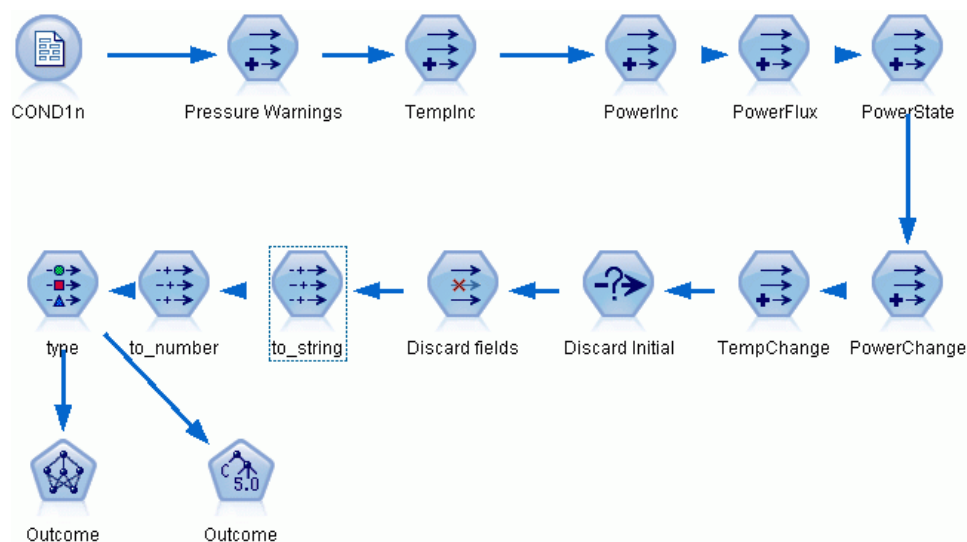 COND1n
Pressure Warnings
TempInc
PowerInc
PowerFlux
PowerState
type
to_number
to_string
Discard fields
Discard Initial
TempChange
PowerChange
C
5.0
Outcome
Outcome